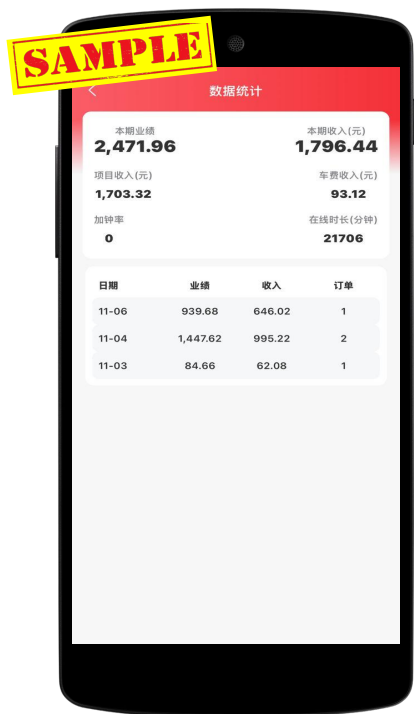 SAMPLE
数据统计
本期业绩 本期收入(元)
2,471.96 1,796.44
项目收入(元) 车费收入(元)
1,703.32 93.12
加钟率 在线时长(分钟)
0 21706
日期 业绩 收入 订单
11-06 939.68 646.02 1
11-04 1,447.62 995.22 2
11-03 84.66 62.08 1